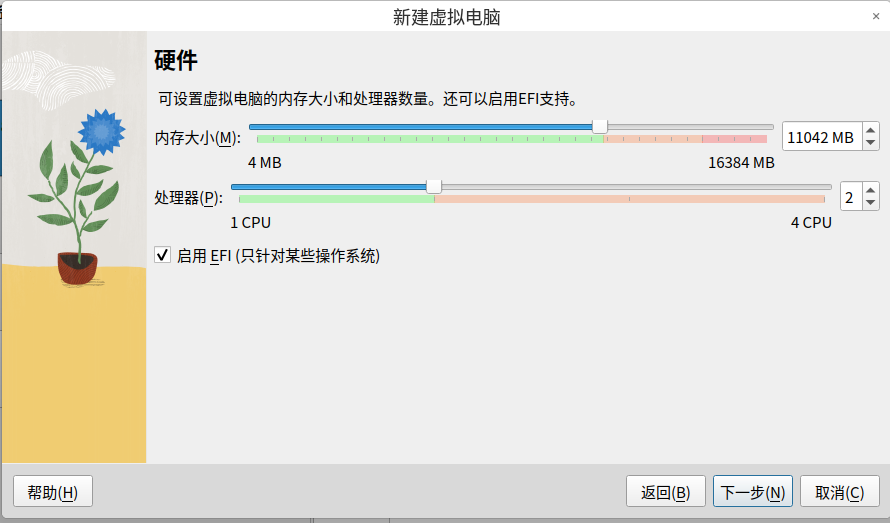 新建虚拟电脑
×
硬件
可设置虚拟电脑的内存大小和处理器数量。还可以启用EFI支持。
内存大小(M):
11042 MB
4 MB
16384 MB
处理器(P):
2
1 CPU
4 CPU
启用 EFI (只针对某些操作系统)
帮助(H)
返回(B)
下一步(N)
取消(C)